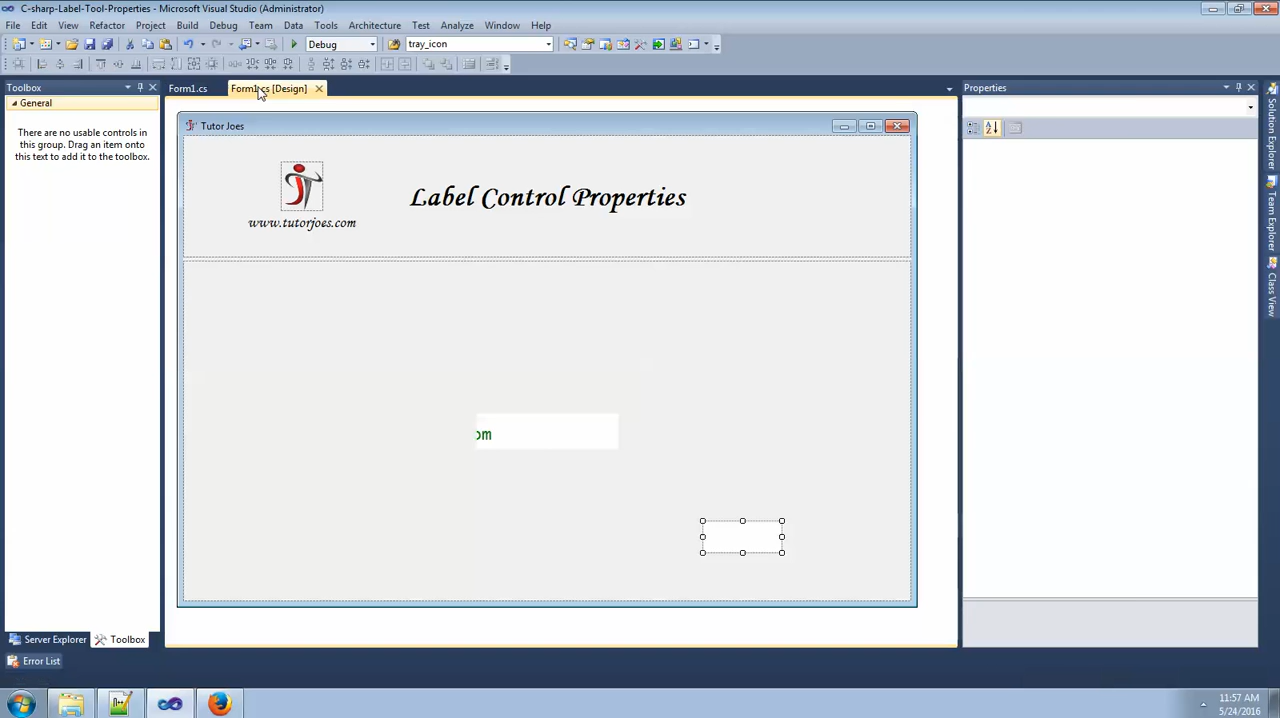 C-sharp-Label-Tool-Properties - Microsoft Visual Studio (Administrator)
File Edit View Refactor Project Build Debug Team Data Tools Architecture Test Analyze Window Help
Debug tray_icon
Toolbox
Form1.cs
Form1.cs [Design]
Properties
General
There are no usable controls in
this group. Drag an item onto
this text to add it to the toolbox.
Tutor Joes
www.tutorjoes.com
Label Control Properties
om
Solution Explorer
Team Explorer
Class View
Server Explorer
Toolbox
Error List
11:57 AM
5/24/2016